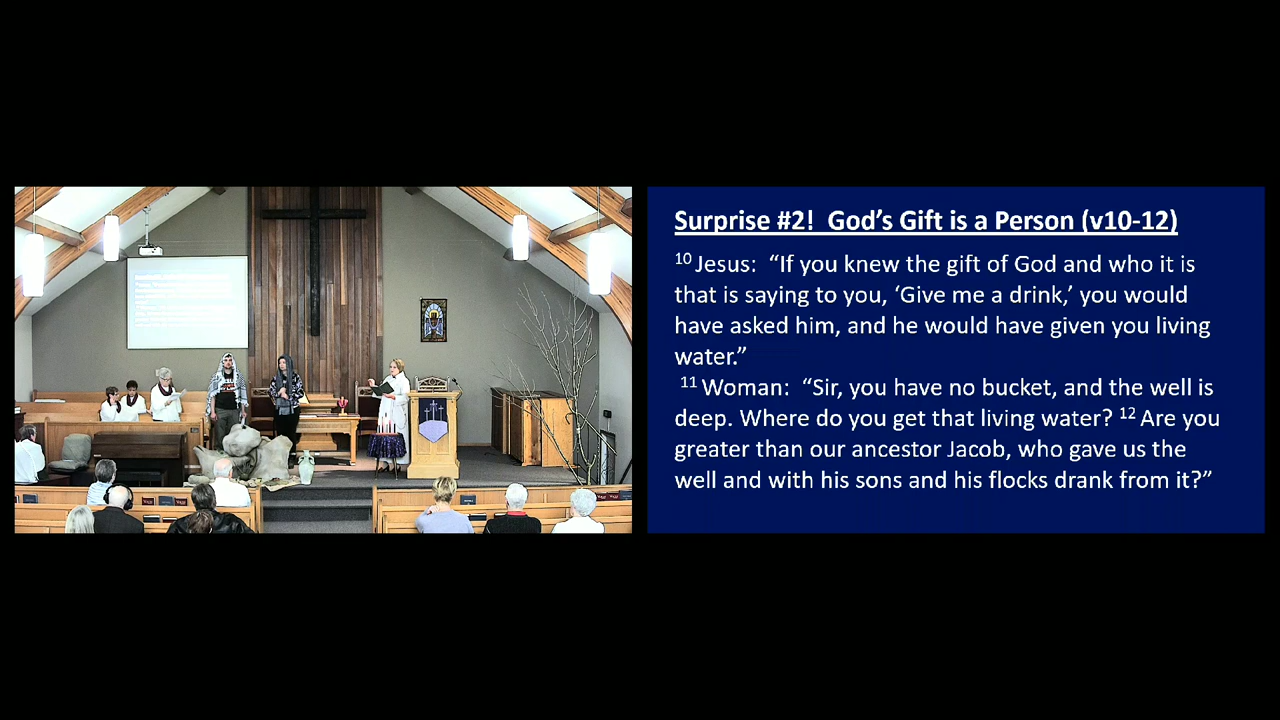 Surprise #2!  God’s Gift is a Person (v10-12)
10 Jesus:  “If you knew the gift of God and who it is
that is saying to you, ‘Give me a drink,’ you would
have asked him, and he would have given you living
water.”
11 Woman:  “Sir, you have no bucket, and the well is
deep. Where do you get that living water? 12 Are you
greater than our ancestor Jacob, who gave us the
well and with his sons and his flocks drank from it?”